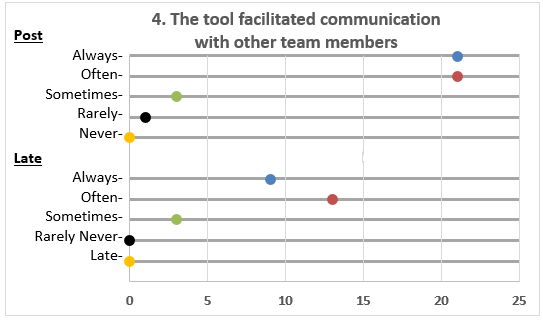 4. The tool facilitated communication
with other team members
Post
Always-
Often-
Sometimes-
Rarely-
Never-
Late
Always-
Often-
Sometimes-
Rarely Never-
Late-
0 5 10 15 20 25